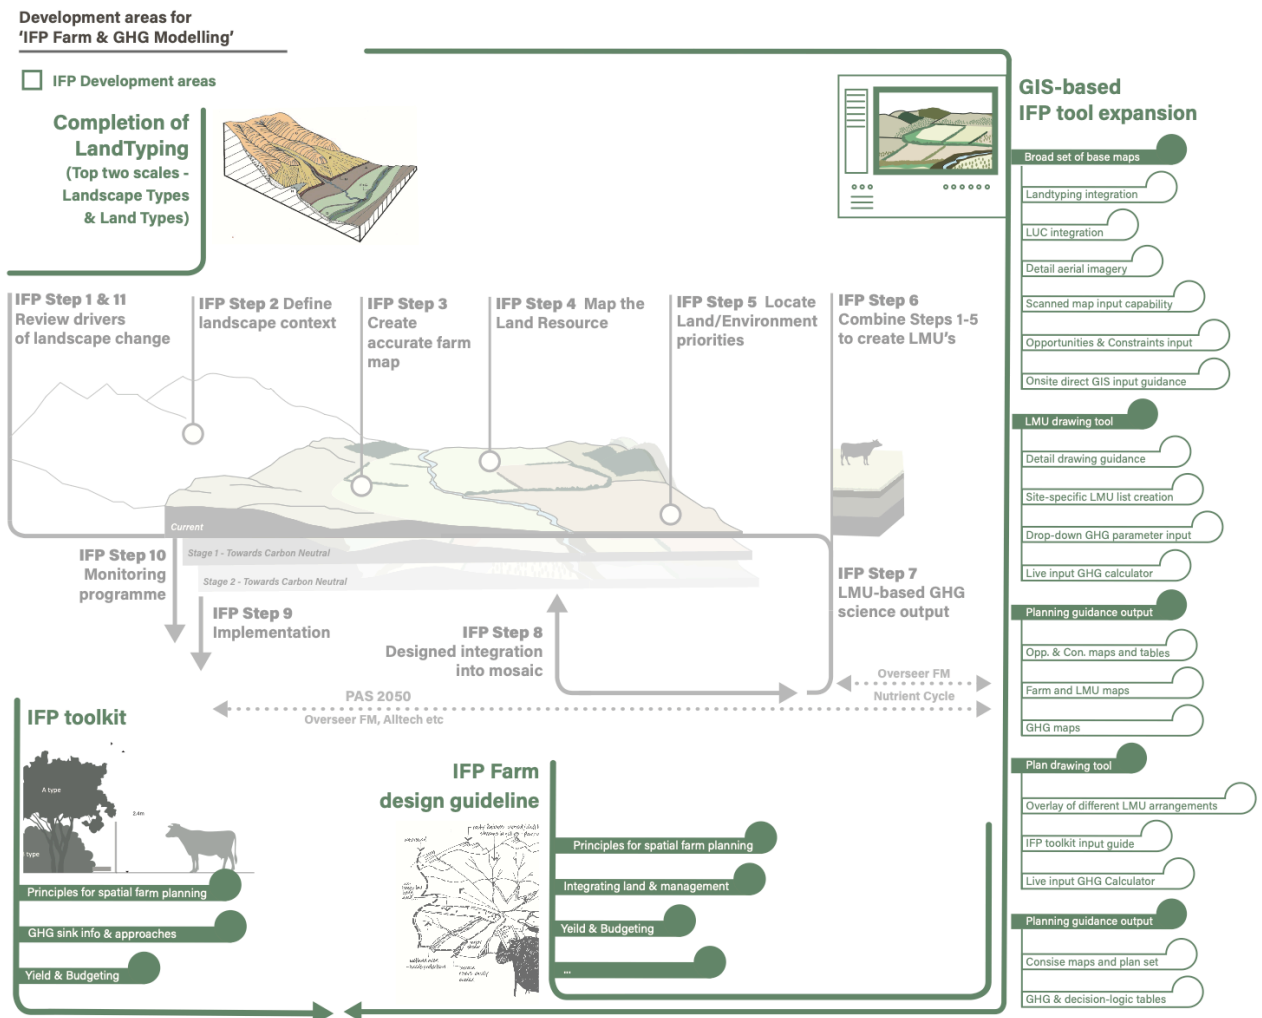 Development areas for
‘IFP Farm & GHG Modelling’
IFP Development areas
Completion of
LandTyping
(Top two scales -
Landscape Types
& Land Types)
GIS-based
IFP tool expansion
Broad set of base maps
Landtyping integration
LUC integration
Detail aerial imagery
Scanned map input capability
Opportunities & Constraints input
Onsite direct GIS input guidance
LMU drawing tool
Detail drawing guidance
Site-specific LMU list creation
Drop-down GHG parameter input
Live input GHG calculator
Planning guidance output
Opp. & Con. maps and tables
Farm and LMU maps
GHG maps
Plan drawing tool
Overlay of different LMU arrangements
IFP toolkit input guide
Live input GHG Calculator
Planning guidance output
Consise maps and plan set
GHG & decision-logic tables
IFP Step 1 & 11
Review drivers
of landscape change
IFP Step 2 Define
landscape context
IFP Step 3
Create
accurate farm
map
IFP Step 4 Map the
Land Resource
IFP Step 5 Locate
Land/Environment
priorities
IFP Step 6
Combine Steps 1-5
to create LMU’s
Current
Stage 1 - Towards Carbon Neutral
Stage 2 - Towards Carbon Neutral
IFP Step 10
Monitoring
programme
IFP Step 9
Implementation
IFP Step 8
Designed integration
into mosaic
IFP Step 7
LMU-based GHG
science output
Overseer FM
Nutrient Cycle
PAS 2050
Overseer FM, Alltech etc
IFP toolkit
A type
type
2.4m
Principles for spatial farm planning
GHG sink info & approaches
Yield & Budgeting
IFP Farm
design guideline
Principles for spatial farm planning
Integrating land & management
Yeild & Budgeting
...